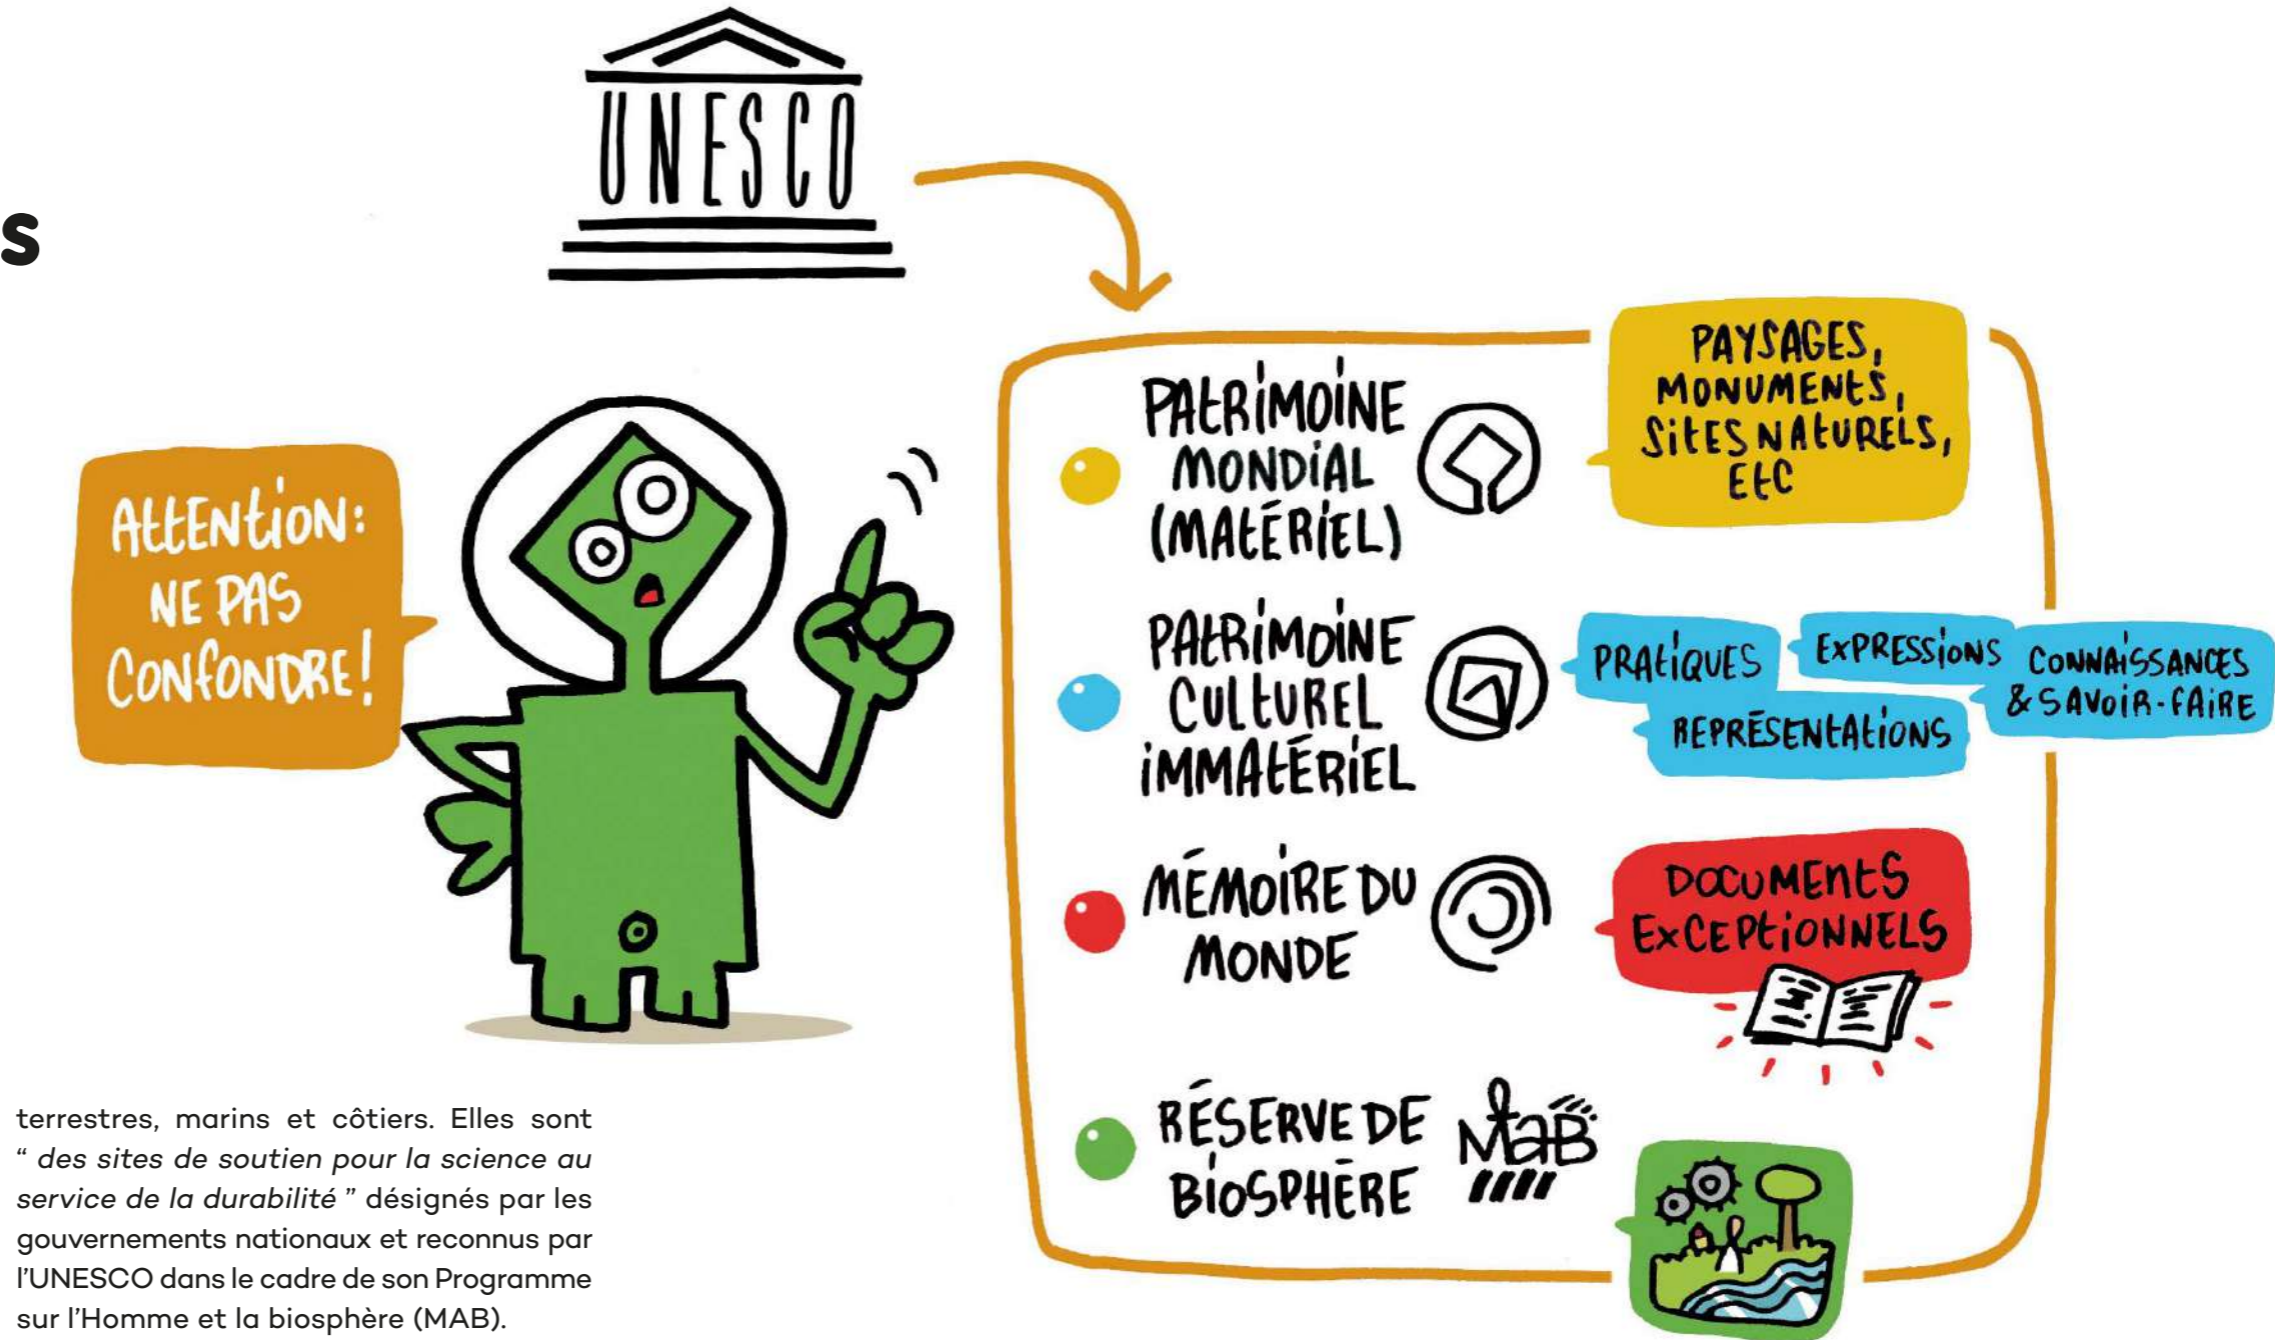 s
UNESCO
ATTENTION:
NE PAS
CONFONDRE!
PATRIMOINE
MONDIAL
(MATÉRIEL)
PAYSAGES,
MONUMENTS,
SITES NATURELS,
ETC
PATRIMOINE
CULTUREL
IMMATÉRIEL
PRATIQUES
EXPRESSIONS
CONNAISSANCES
& SAVOIR-FAIRE
REPRÉSENTATIONS
MÉMOIRE DU
MONDE
DOCUMENTS
EXCEPTIONNELS
RÉSERVE DE
BIOSPHÈRE
MaB
terrestres, marins et côtiers. Elles sont
“ des sites de soutien pour la science au
service de la durabilité ” désignés par les
gouvernements nationaux et reconnus par
l’UNESCO dans le cadre de son Programme
sur l’Homme et la biosphère (MAB).